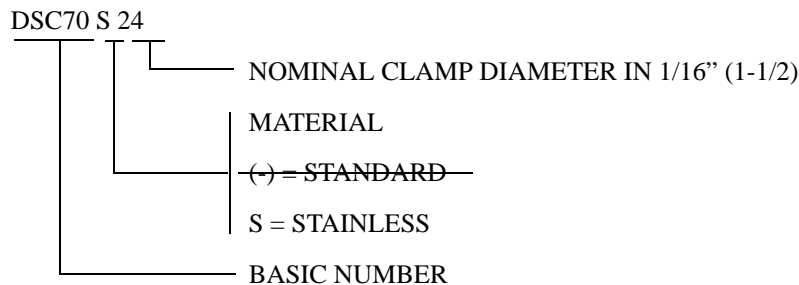 DSC70 S 24
NOMINAL CLAMP DIAMETER IN 1/16” (1-1/2)
MATERIAL
(-) = STANDARD
S = STAINLESS
BASIC NUMBER